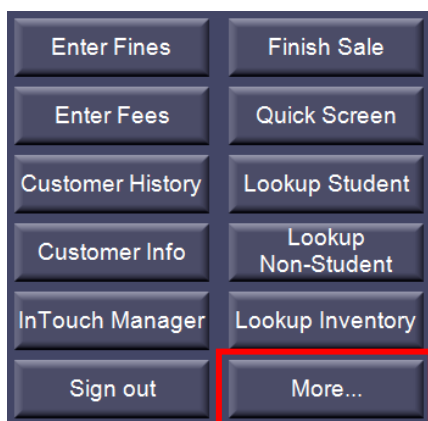 Enter Fines
Finish Sale
Enter Fees
Quick Screen
Customer History
Lookup Student
Customer Info
Lookup
Non-Student
InTouch Manager
Lookup Inventory
Sign out
More...